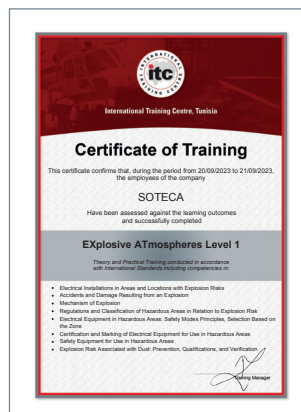 INTERNATIONAL
itc
TRAINING CENTRE
International Training Centre, Tunisia
Certificate of Training
This certificate confirms that, during the period from 20/09/2023 to 21/09/2023,
the employees of the company
SOTECA
Have been assessed against the learning outcomes
and successfully completed
EXplosive ATmospheres Level 1
Theory and Practical Training conducted in accordance
with International Standards including competencies in:
Electrical Installations in Areas and Locations with Explosion Risks
Accidents and Damage Resulting from an Explosion
Mechanism of Explosion
Regulations and Classification of Hazardous Areas in Relation to Explosion Risk
Electrical Equipment in Hazardous Areas: Safety Modes Principles, Selection Based on
the Zone
Certification and Marking of Electrical Equipment for Use in Hazardous Areas
Safety Equipment for Use in Hazardous Areas
Explosion Risk Associated with Dust: Prevention, Qualifications, and Verification
Training Manager